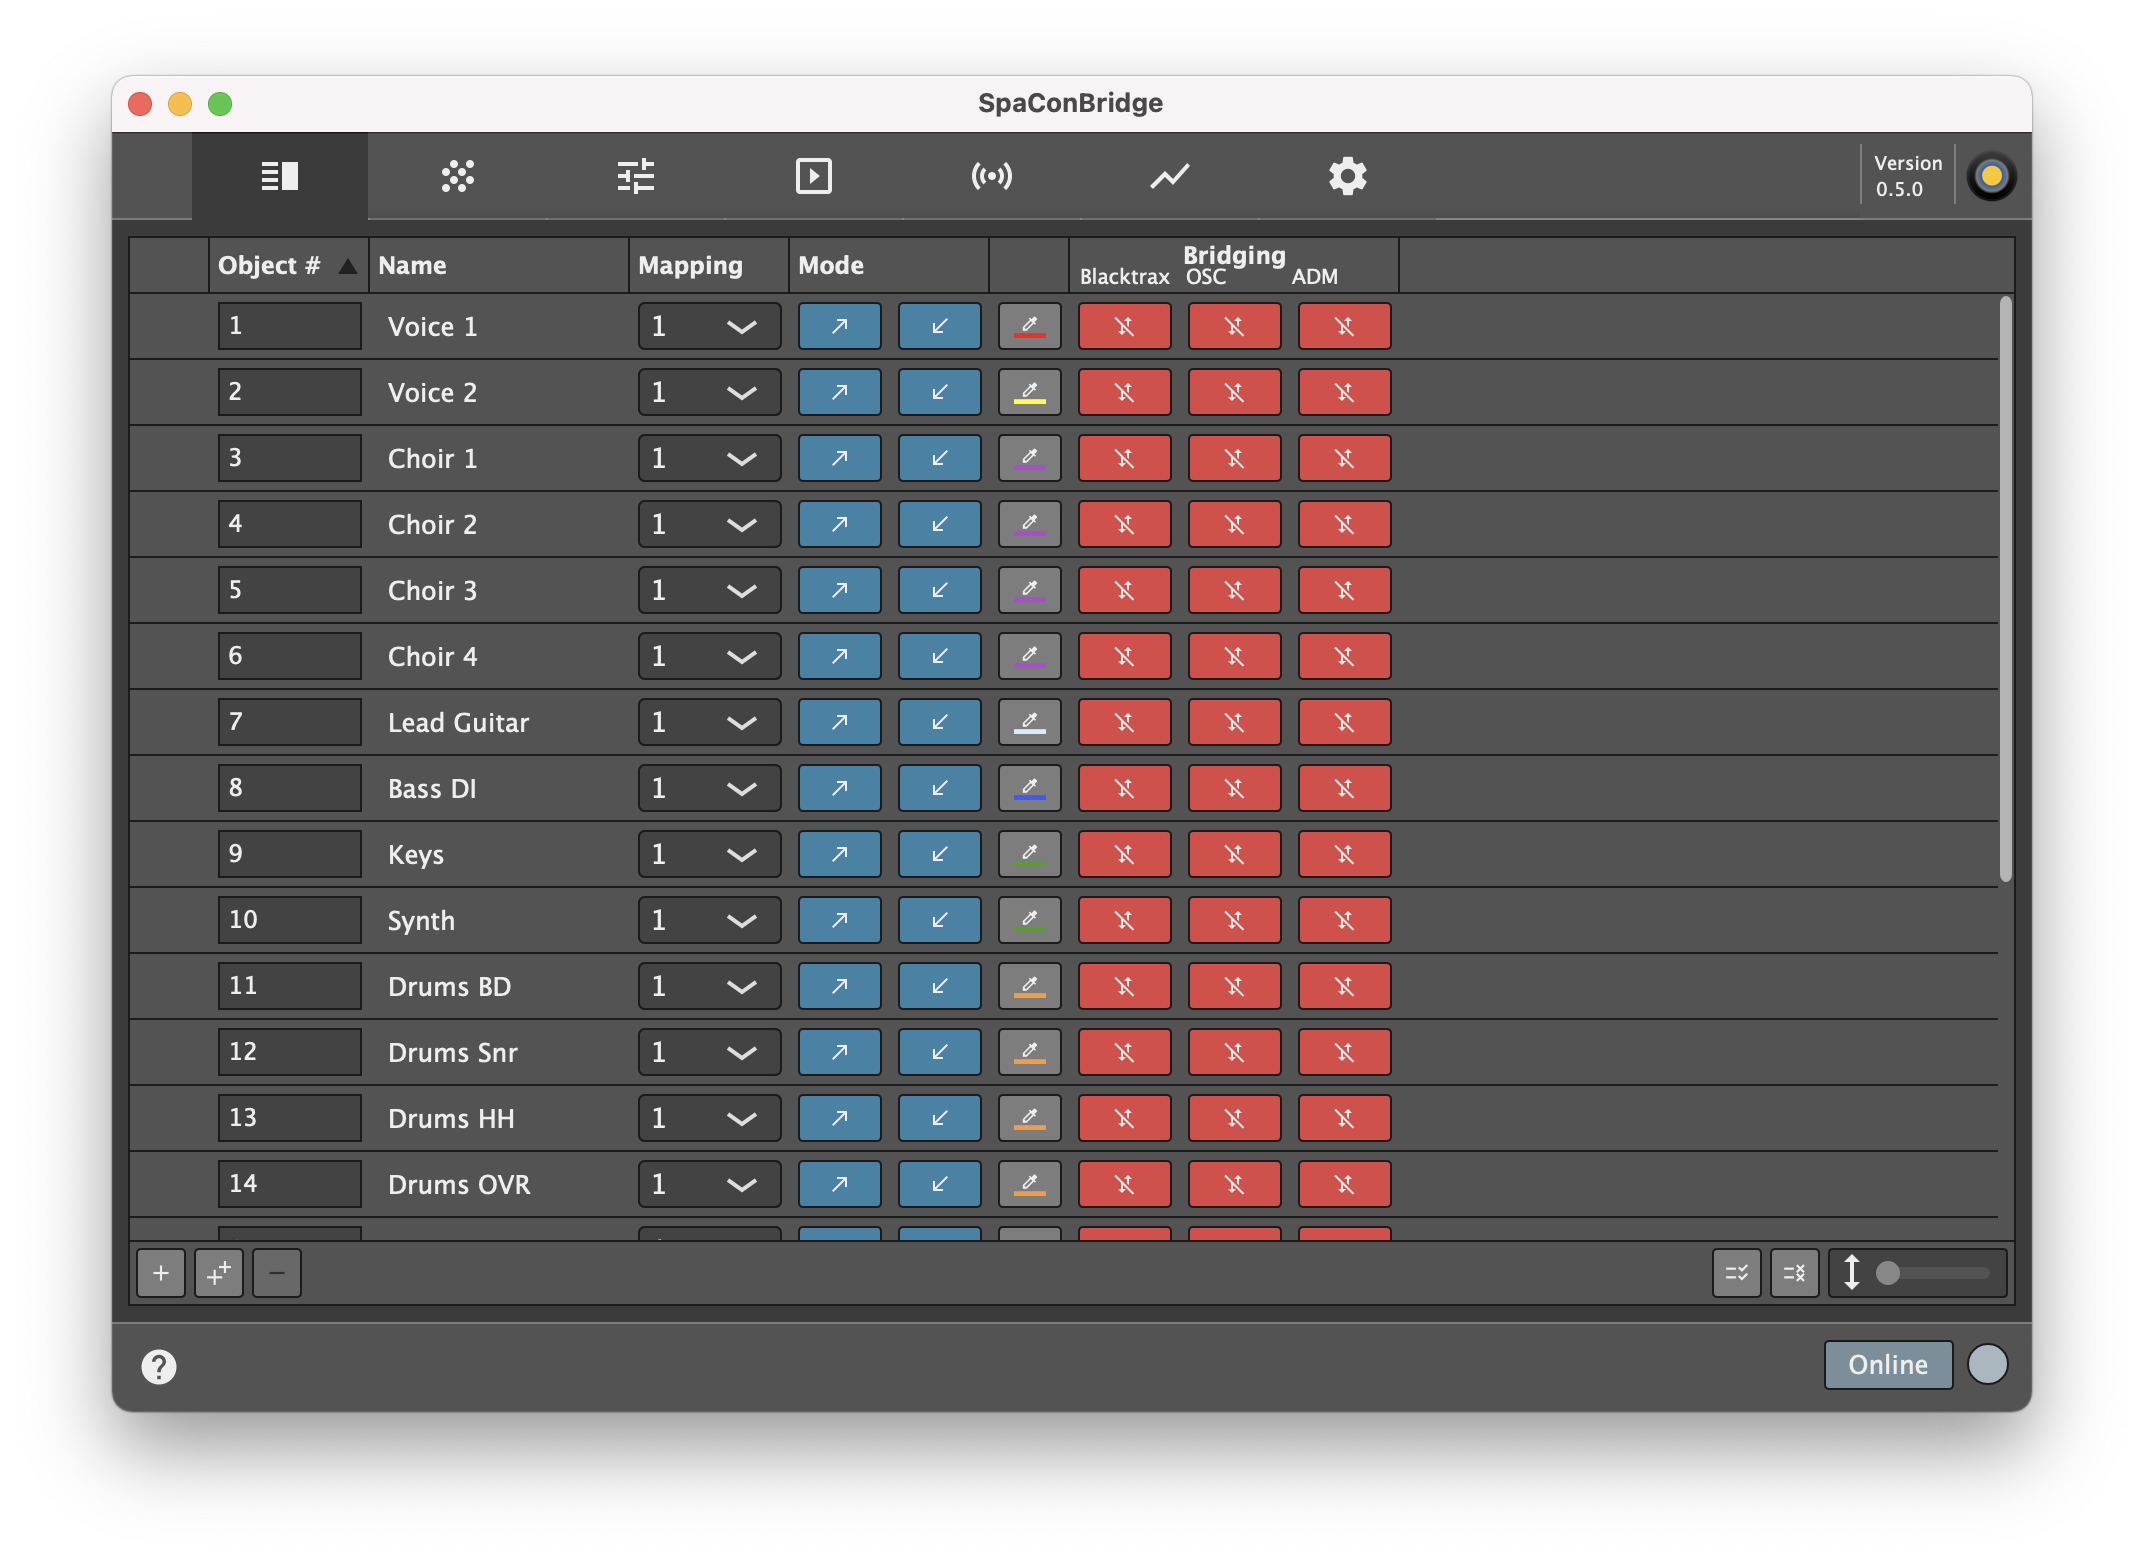 SpaConBridge
Version
0.5.0
Object # Name Mapping Mode Bridging
Blacktrax OSC ADM
1 Voice 1 1
2 Voice 2 1
3 Choir 1 1
4 Choir 2 1
5 Choir 3 1
6 Choir 4 1
7 Lead Guitar 1
8 Bass DI 1
9 Keys 1
10 Synth 1
11 Drums BD 1
12 Drums Snr 1
13 Drums HH 1
14 Drums OVR 1
Online